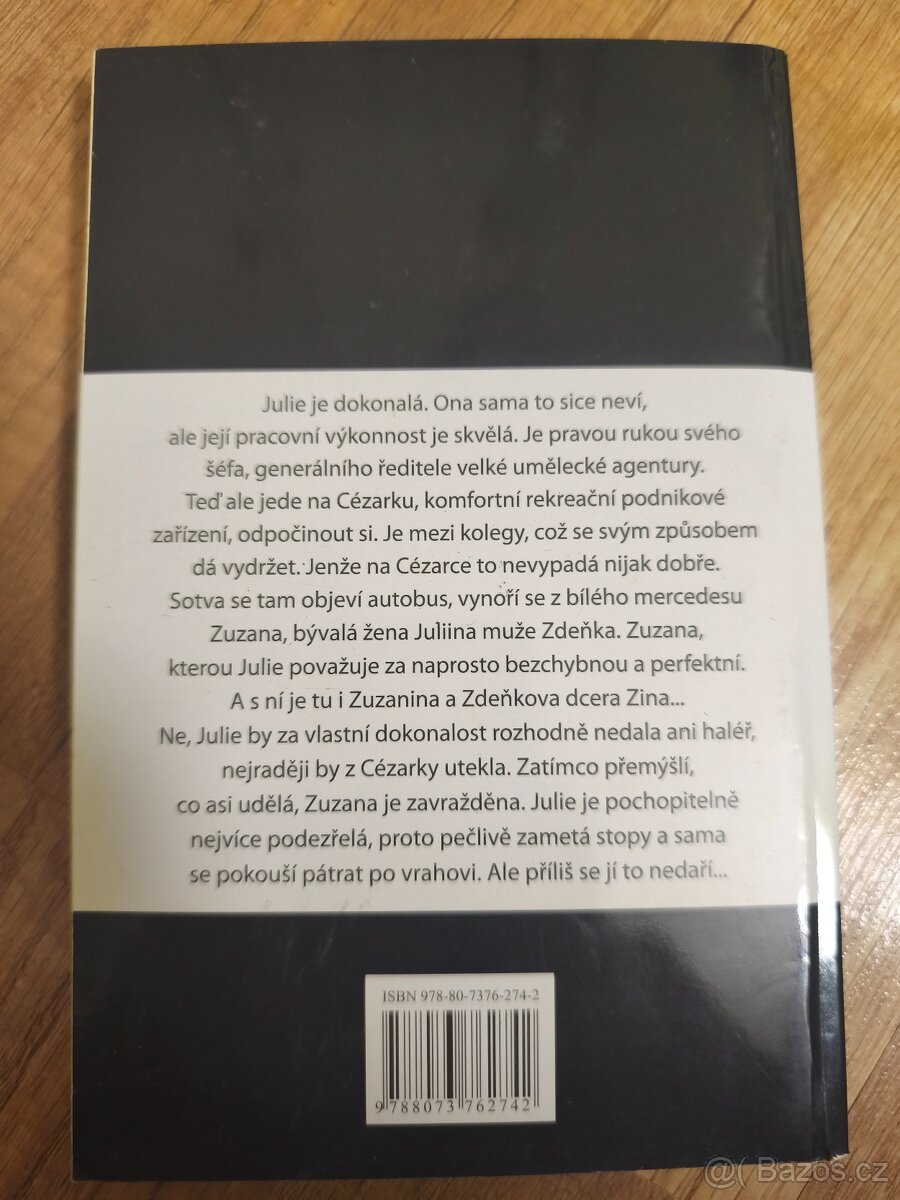 Julie je dokonalá. Ona sama to sice neví,
ale její pracovní výkonnost je skvělá. Je pravou rukou svého
šéfa, generálního ředitele velké umělecké agentury.
Teď ale jede na Cézarku, komfortní rekreační podnikové
zařízení, odpočinout si. Je mezi kolegy, což se svým způsobem
dá vydržet. Jenže na Cézarce to nevypadá nijak dobře.
Sotva se tam objeví autobus, vynoří se z bílého mercedesu
Zuzana, bývalá žena Juliina muže Zdeňka. Zuzana,
kterou Julie považuje za naprosto bezchybnou a perfektní.
A s ní je tu i Zuzanina a Zdeňkova dcera Zina...
Ne, Julie by za vlastní dokonalost rozhodně nedala ani haléř,
nejraději by z Cézarky utekla. Zatímco přemýšlí,
co asi udělá, Zuzana je zavražděna. Julie je pochopitelně
nejvíce podezřelá, proto pečlivě zametá stopy a sama
se pokouší pátrat po vrahovi. Ale příliš se jí to nedaří...
ISBN 978-80-7376-274-2
9 788073 762742
@( Bazoš.cz